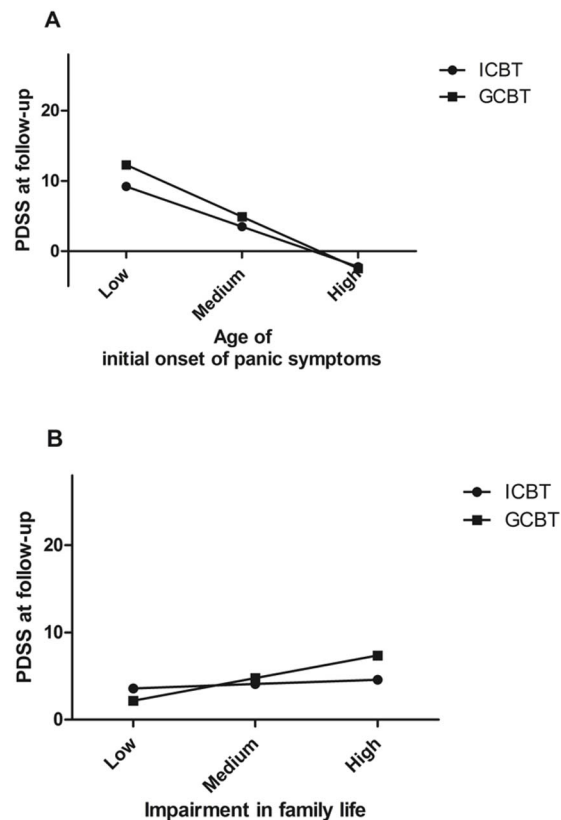 A
ICBT
GCBT
PDSS at follow-up
20
10
0
Low
Medium
High
Age of
initial onset of panic symptoms
B
ICBT
GCBT
PDSS at follow-up
20
10
0
Low
Medium
High
Impairment in family life